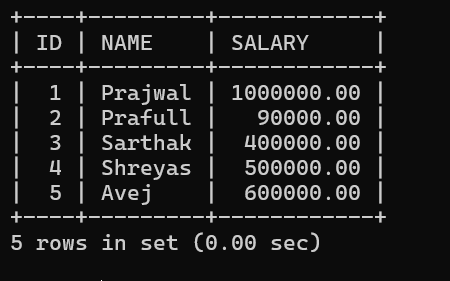 +----+---------+------------+
| ID | NAME    | SALARY     |
+----+---------+------------+
|  1 | Prajwal | 1000000.00 |
|  2 | Prafull |   90000.00 |
|  3 | Sarthak |  400000.00 |
|  4 | Shreyas |  500000.00 |
|  5 | Avej    |  600000.00 |
+----+---------+------------+
5 rows in set (0.00 sec)